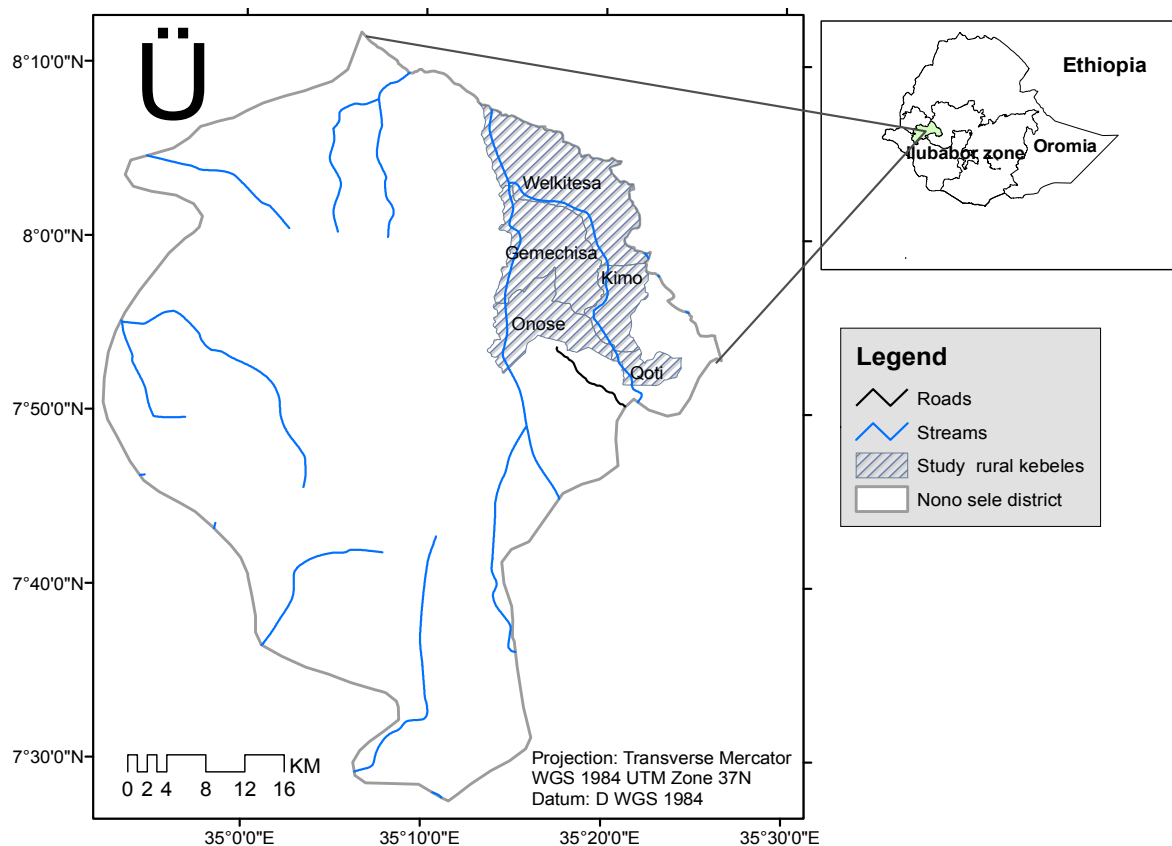 Ü
8°10'0"N
8°0'0"N
7°50'0"N
7°40'0"N
7°30'0"N
Welkitesa
Gemechisa
Kimo
Onose
Qoti
KM
0 2 4 8 12 16
Projection: Transverse Mercator
WGS 1984 UTM Zone 37N
Datum: D WGS 1984
35°0'0"E 35°10'0"E 35°20'0"E 35°30'0"E
Ethiopia
Ilubabor zone
Oromia
Legend
Roads
Streams
Study rural kebeles
Nono sele district